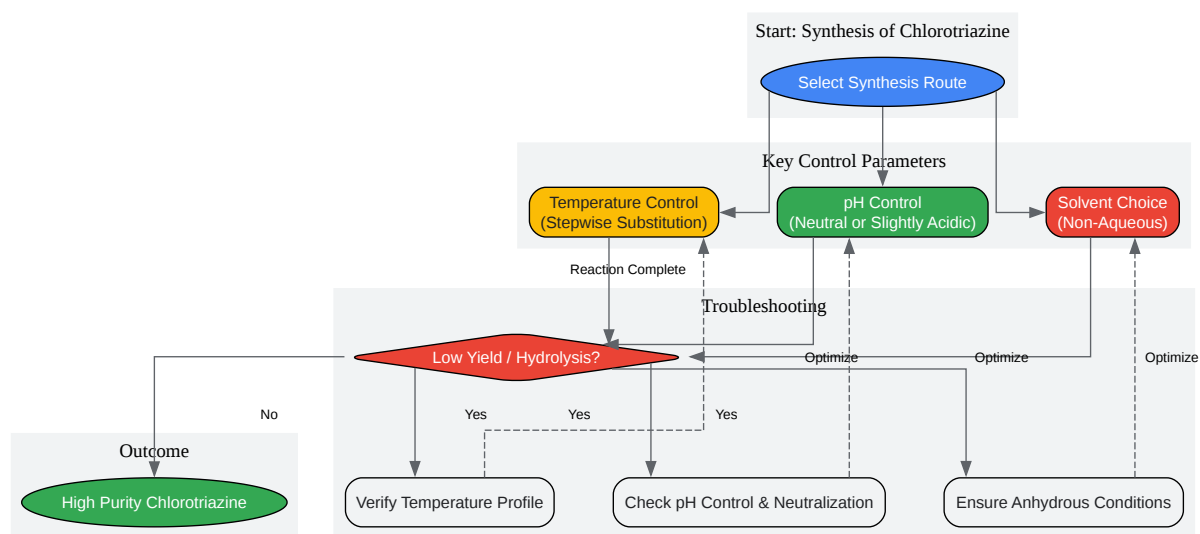 Start: Synthesis of Chlorotriazine
Select Synthesis Route
Key Control Parameters
Temperature Control
(Stepwise Substitution)
pH Control
(Neutral or Slightly Acidic)
Solvent Choice
(Non-Aqueous)
Reaction Complete
Troubleshooting
Low Yield / Hydrolysis?
Optimize
Optimize
Optimize
No
Yes
Yes
Yes
Outcome
High Purity Chlorotriazine
Verify Temperature Profile
Check pH Control & Neutralization
Ensure Anhydrous Conditions